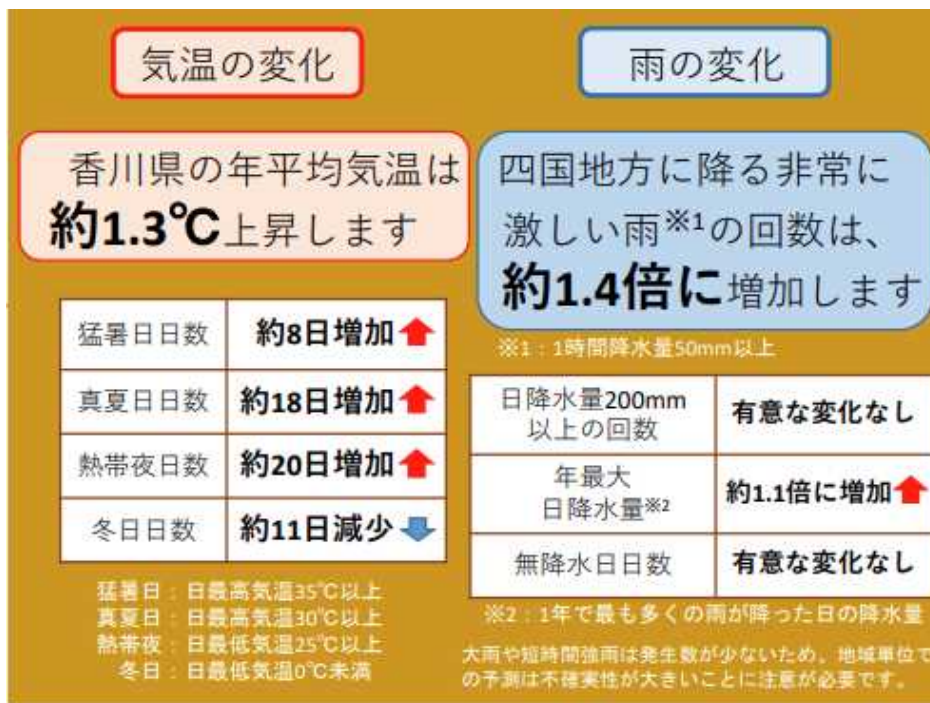 気温の変化
香川県の年平均気温は
約1.3℃上昇します
猛暑日日数 約8日増加
真夏日日数 約18日増加
熱帯夜日数 約20日増加
冬日日数 約11日減少
猛暑日：日最高気温35℃以上
真夏日：日最高気温30℃以上
熱帯夜：日最低気温25℃以上
冬日：日最低気温0℃未満
雨の変化
四国地方に降る非常に
激しい雨※1の回数は、
約1.4倍に増加します
※1：1時間降水量50mm以上
日降水量200mm
以上の回数
有意な変化なし
年最大
日降水量※2
約1.1倍に増加
無降水日日数 有意な変化なし
※2：1年で最も多くの雨が降った日の降水量
大雨や短時間強雨は発生数が少ないため、地域単位で
の予測は不確実性が大きいことに注意が必要です。